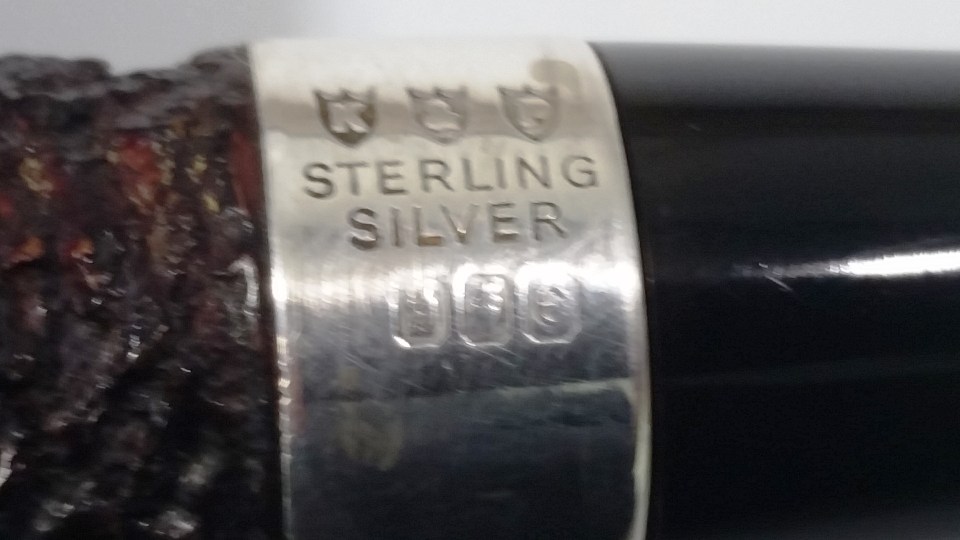 K & P
STERLING
SILVER